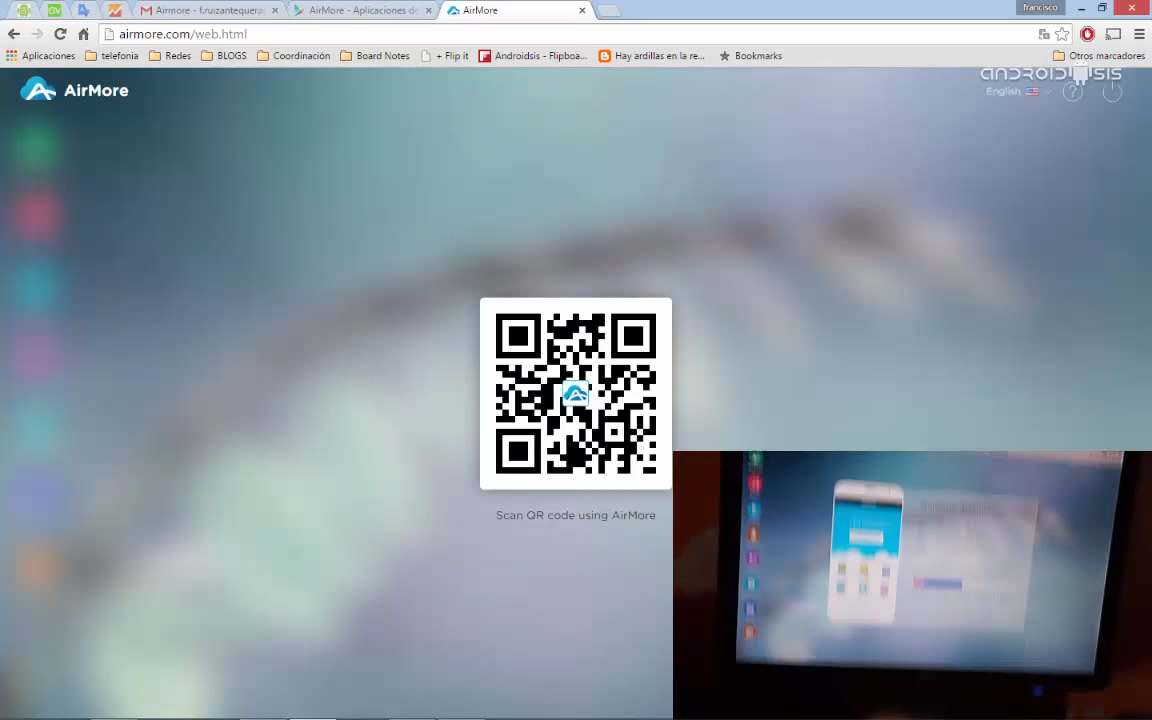 Airmore - f.ruizantequera
AirMore - Aplicaciones de
AirMore
francisco
airmore.com/web.html
Aplicaciones
telefonia
Redes
BLOGS
Coordinación
Board Notes
+ Flip it
Androidsis - Flipboa...
Hay ardillas en la re...
Bookmarks
Otros marcadores
AirMore
ANDROIDSIS
English
?
Scan QR code using AirMore